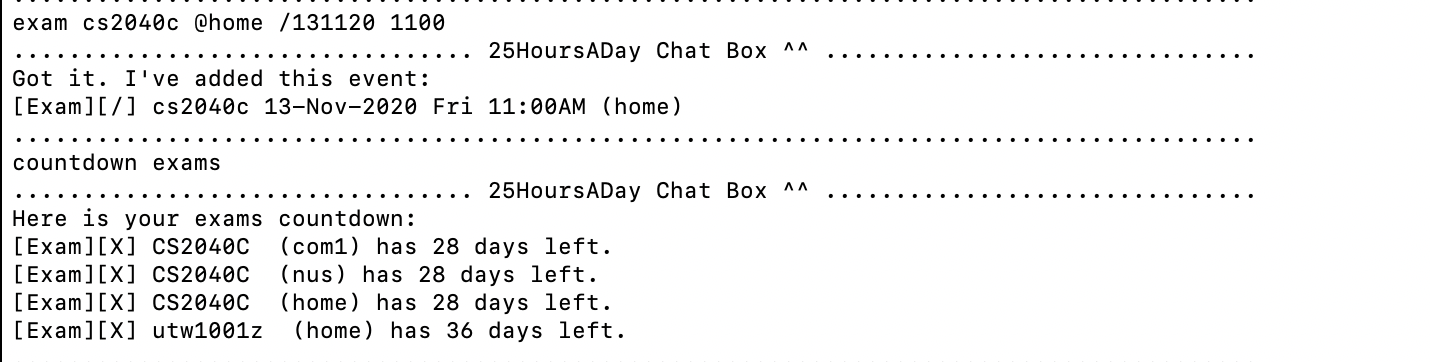 ................................................................................................................................
exam cs2040c @home /131120 1100
................................. 25HoursADay Chat Box ^^ ...............................
Got it. I've added this event:
[Exam][/] cs2040c 13-Nov-2020 Fri 11:00AM (home)
................................................................................................................................
countdown exams
................................. 25HoursADay Chat Box ^^ ...............................
Here is your exams countdown:
[Exam][X] CS2040C  (com1) has 28 days left.
[Exam][X] CS2040C  (nus) has 28 days left.
[Exam][X] CS2040C  (home) has 28 days left.
[Exam][X] utw1001z  (home) has 36 days left.